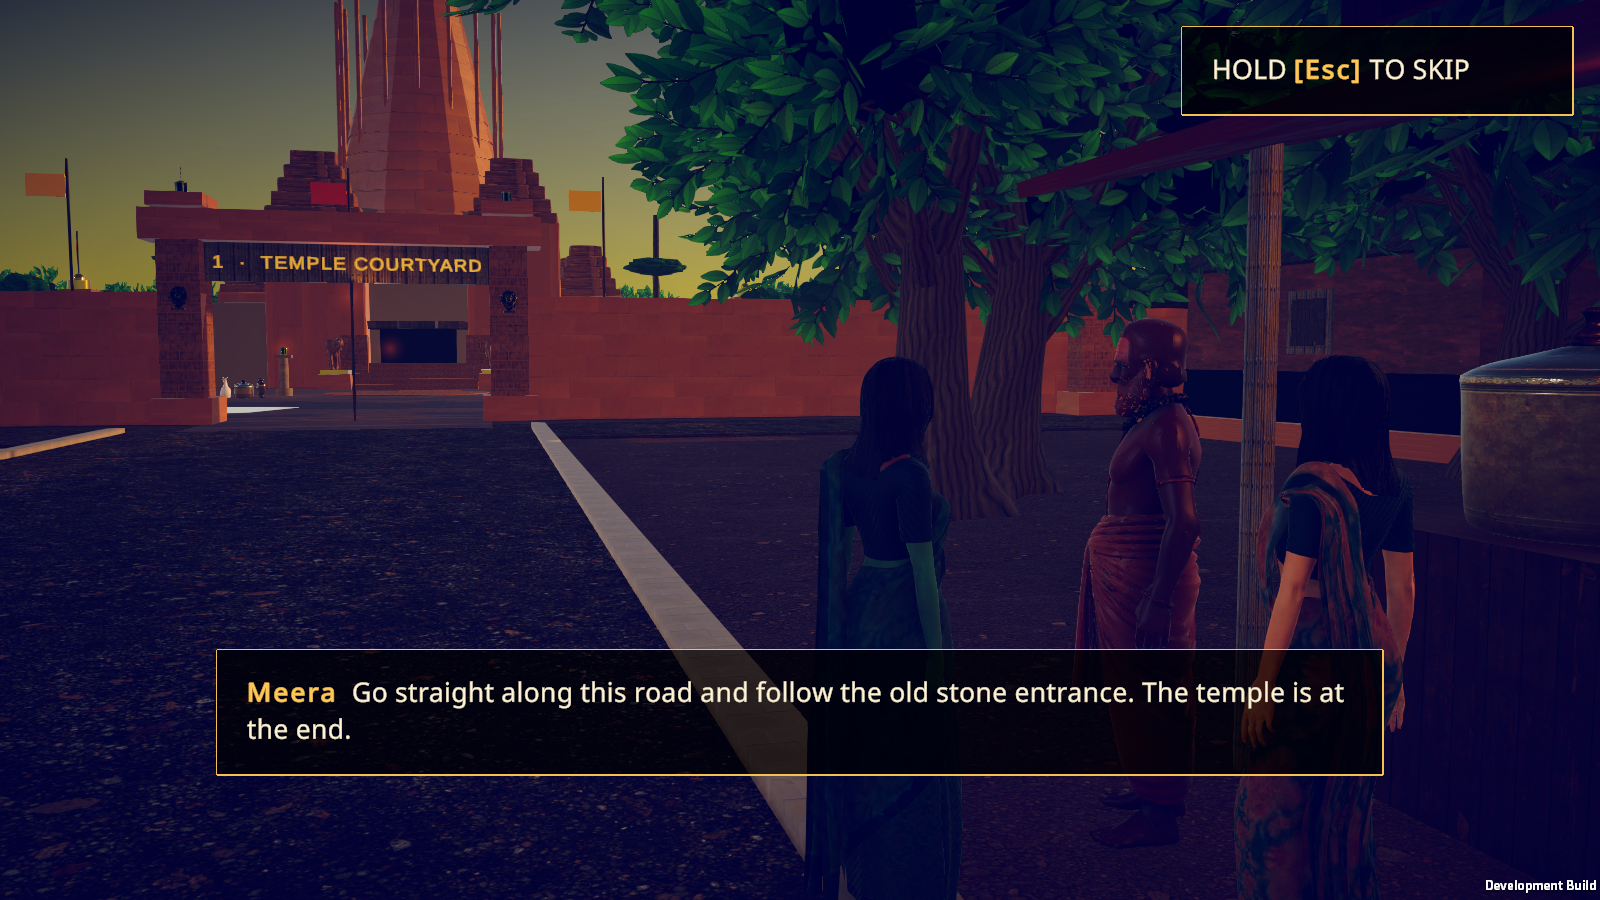 HOLD [Esc] TO SKIP
1 · TEMPLE COURTYARD
Meera Go straight along this road and follow the old stone entrance. The temple is at
the end.
Development Build